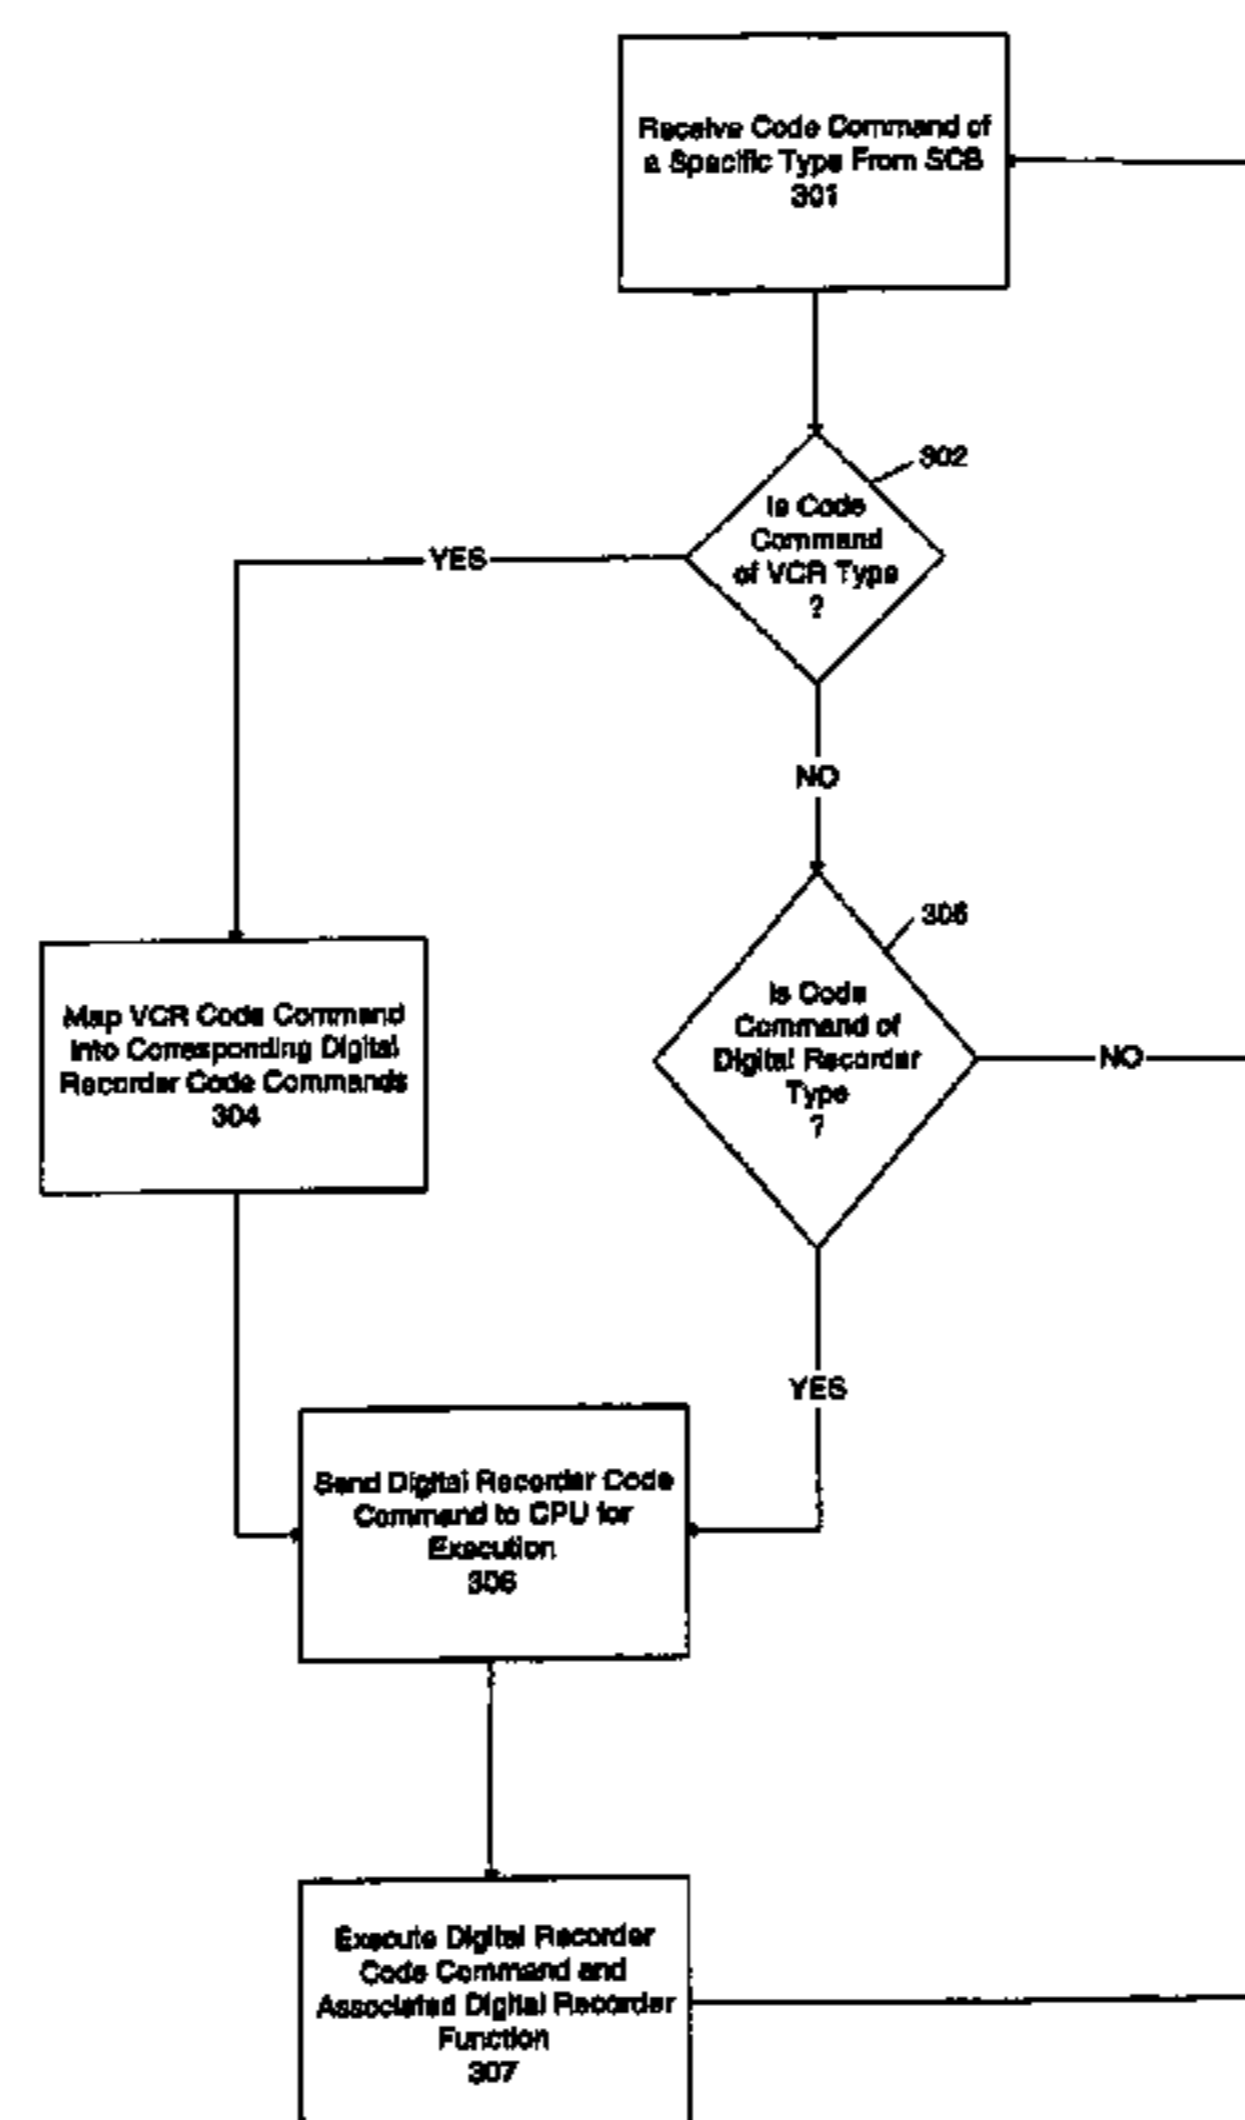 Receive Code Command of
a Specific Type From SCB
301
302
Is Code
Command
of VCR Type
?
YES
NO
305
Is Code
Command of
Digital Recorder
Type
?
NO
Map VCR Code Command
Into Corresponding Digital
Recorder Code Commands
304
YES
Send Digital Recorder Code
Command to CPU for
Execution
306
Execute Digital Recorder
Code Command and
Associated Digital Recorder
Function
307